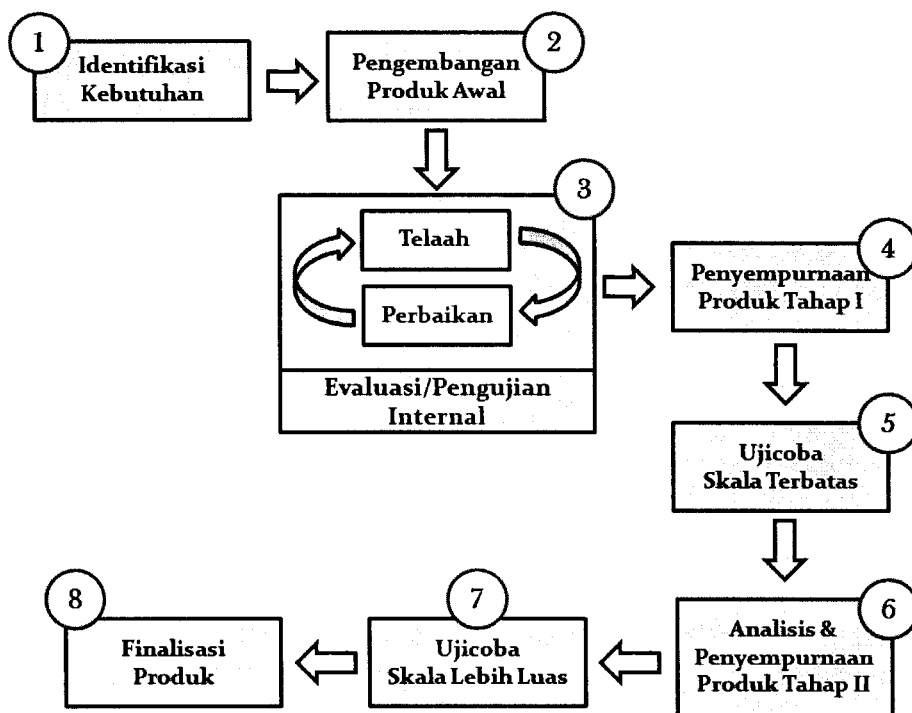 1
Identifikasi
Kebutuhan
2
Pengembangan
Produk Awal
3
Telaah
Perbaikan
Evaluasi/Pengujian
Internal
4
Penyempurnaan
Produk Tahap I
5
Ujicoba
Skala Terbatas
6
Analisis &
Penyempurnaan
Produk Tahap II
7
Ujicoba
Skala Lebih Luas
8
Finalisasi
Produk